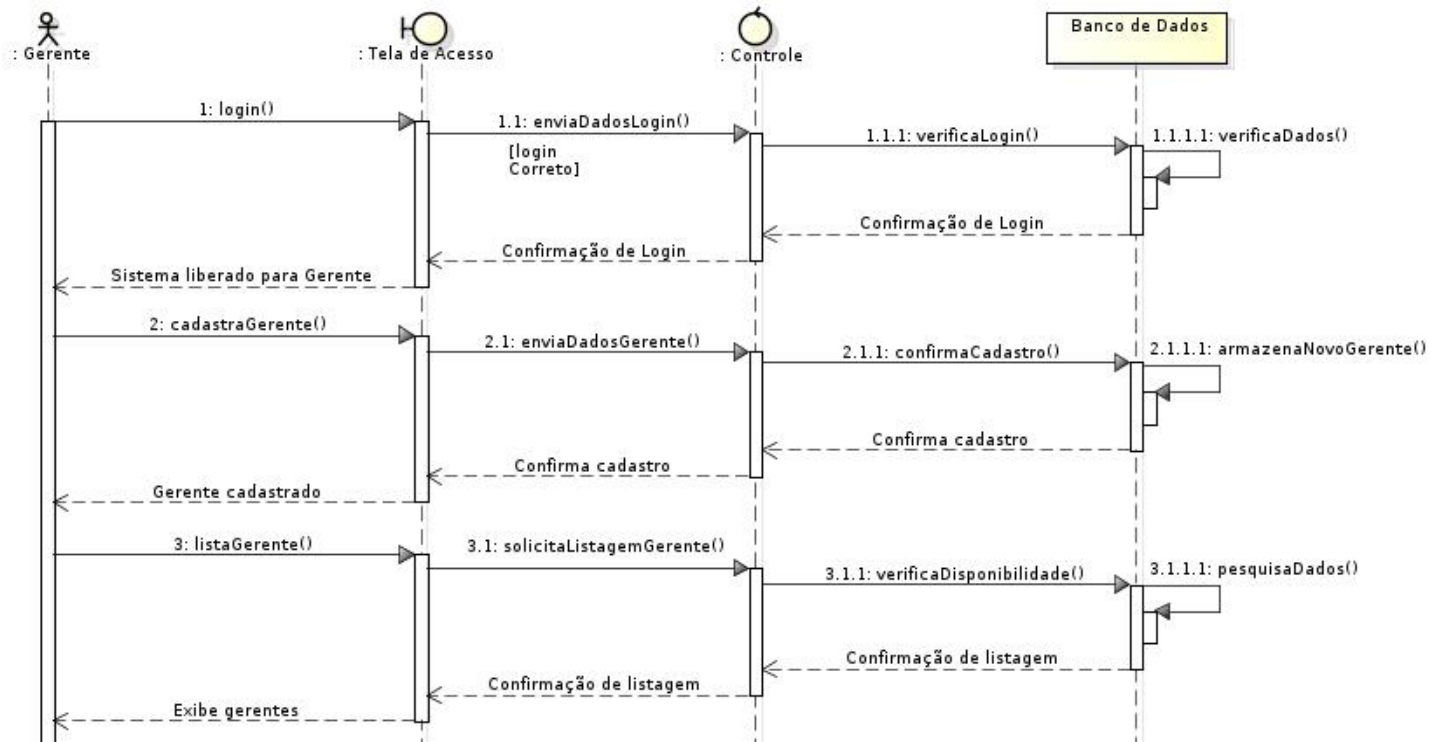 : Gerente
: Tela de Acesso
: Controle
Banco de Dados
1: login()
1.1: enviaDadosLogin()
[login
Correto]
1.1.1: verificaLogin()
1.1.1.1: verificaDados()
Confirmação de Login
Confirmação de Login
Sistema liberado para Gerente
2: cadastraGerente()
2.1: enviaDadosGerente()
2.1.1: confirmaCadastro()
2.1.1.1: armazenaNovoGerente()
Confirma cadastro
Confirma cadastro
Gerente cadastrado
3: listaGerente()
3.1: solicitaListagemGerente()
3.1.1: verificaDisponibilidade()
3.1.1.1: pesquisaDados()
Confirmação de listagem
Confirmação de listagem
Exibe gerentes